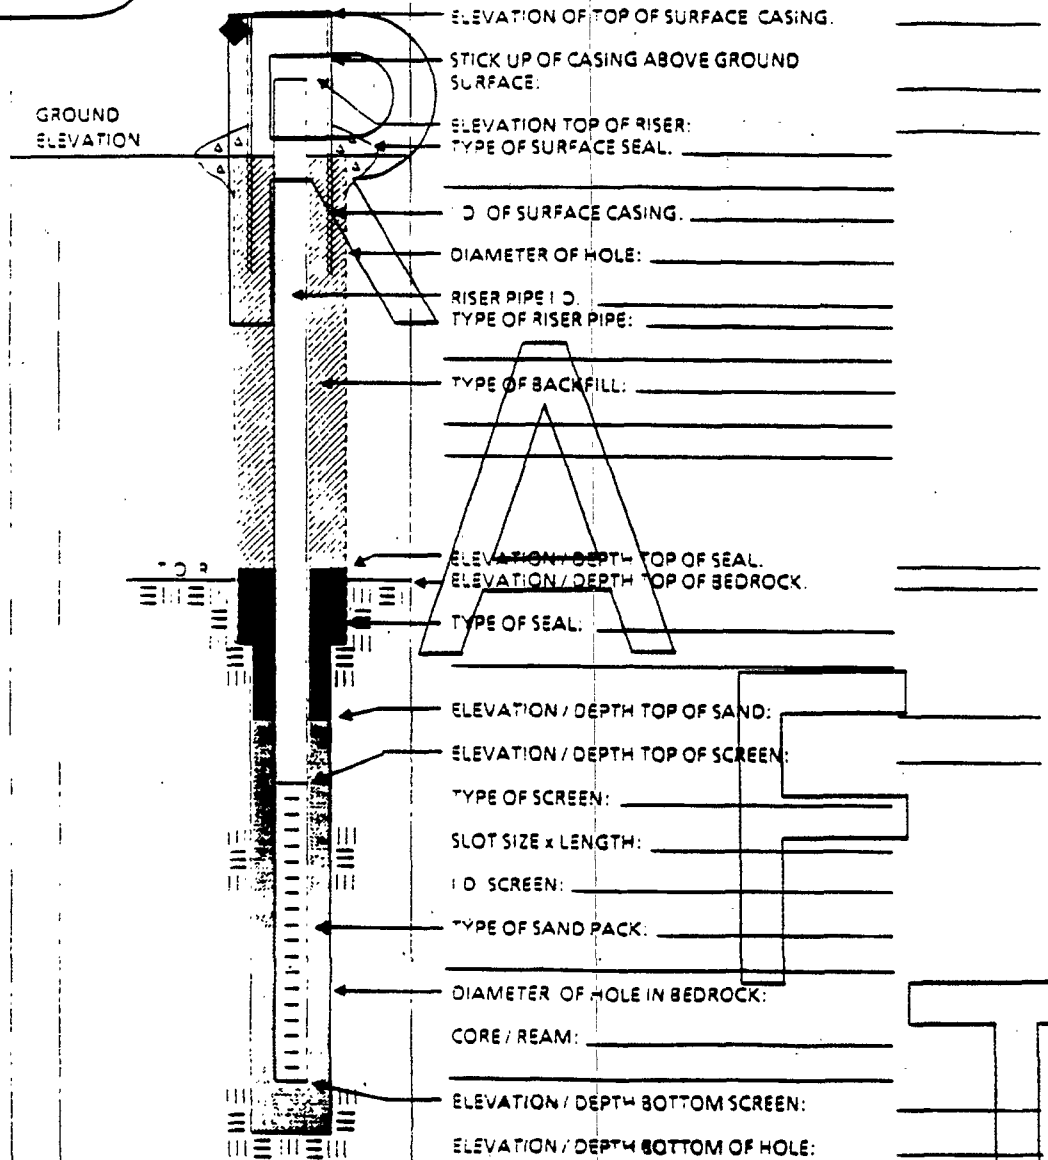 ELEVATION OF TOP OF SURFACE CASING.
STICK UP OF CASING ABOVE GROUND
SURFACE:
GROUND
ELEVATION
ELEVATION TOP OF RISER:
TYPE OF SURFACE SEAL.
I D OF SURFACE CASING.
DIAMETER OF HOLE:
RISER PIPE I D.
TYPE OF RISER PIPE:
TYPE OF BACKFILL:
ELEVATION / DEPTH TOP OF SEAL.
T O R
ELEVATION / DEPTH TOP OF BEDROCK.
TYPE OF SEAL:
ELEVATION / DEPTH TOP OF SAND:
ELEVATION / DEPTH TOP OF SCREEN:
TYPE OF SCREEN:
SLOT SIZE x LENGTH:
I D SCREEN:
TYPE OF SAND PACK:
DIAMETER OF HOLE IN BEDROCK:
CORE / REAM:
ELEVATION / DEPTH BOTTOM SCREEN:
ELEVATION / DEPTH BOTTOM OF HOLE:
RAFT